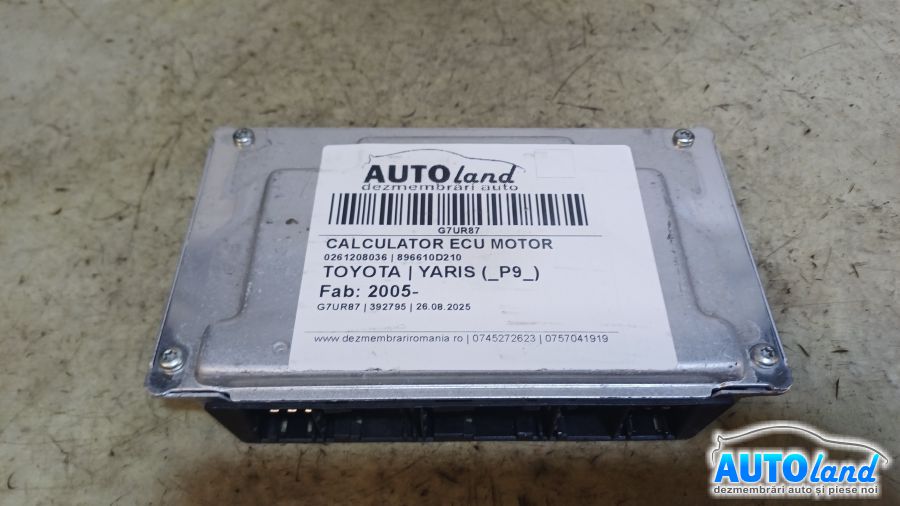 AUTOland
dezmembrări auto
G7UR87
CALCULATOR ECU MOTOR
0261208036 | 896610D210
TOYOTA | YARIS (_P9_)
Fab: 2005-
G7UR87 | 392795 | 26.08.2025
www.dezmembrariromania.ro | 0745272623 | 0757041919
AUTOland
dezmembrări auto și piese noi